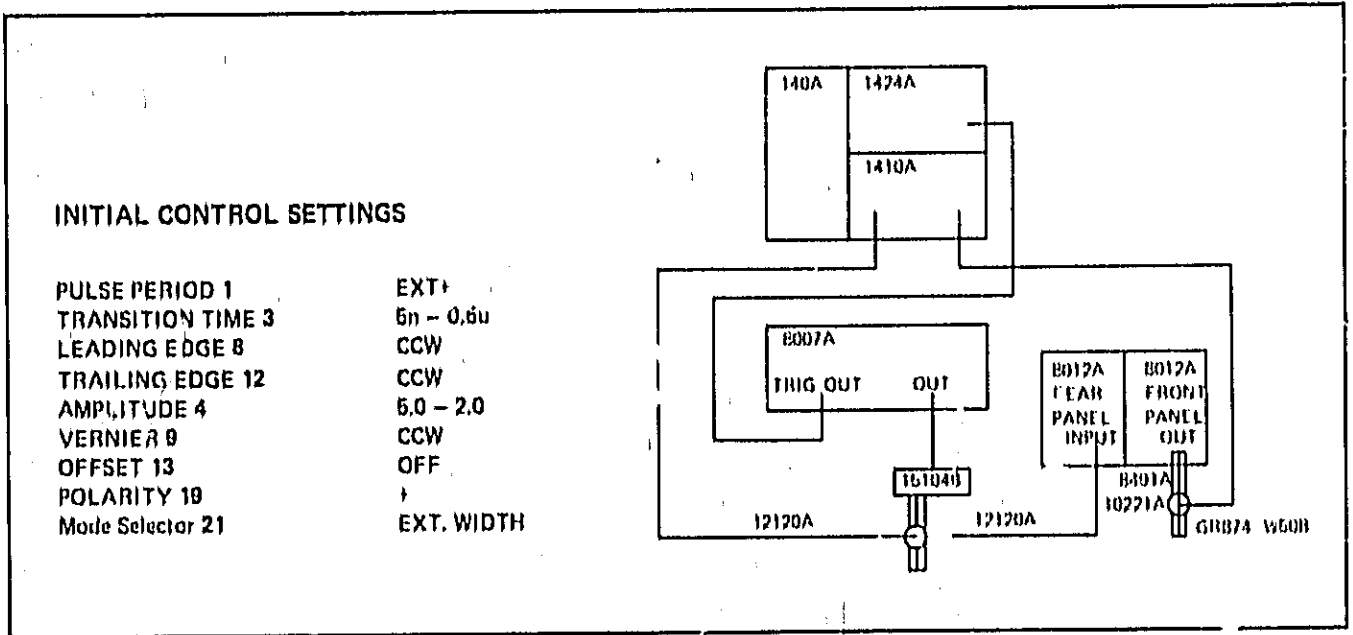 INITIAL CONTROL SETTINGS
PULSE PERIOD 1 EXT+
TRANSITION TIME 3 5n – 0,5u
LEADING EDGE 8 CCW
TRAILING EDGE 12 CCW
AMPLITUDE 4 5.0 – 2.0
VERNIER 9 CCW
OFFSET 13 OFF
POLARITY 19 +
Mode Selector 21 EXT. WIDTH
140A
1424A
1410A
8007A
TRIG OUT OUT
8012A
REAR
PANEL
INPUT
8012A
FRONT
PANEL
OUT
15104B
12120A
12120A
10221A
GR874 W50B